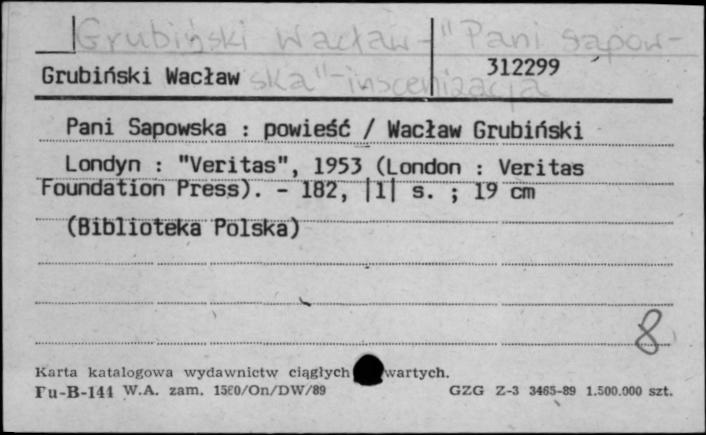 Grubiński Wacław - "Pani Sapow-
ska" - inscenizacja
Grubiński Wacław
312299
Pani Sapowska : powieść / Wacław Grubiński
Londyn : "Veritas", 1953 (London : Veritas
Foundation Press). - 182, |1| s. ; 19 cm
(Biblioteka Polska)
8
Karta katalogowa wydawnictw ciągłych wartych.
Fu-B-144 W.A. zam. 1580/On/DW/89 GZG Z-3 3465-89 1.500.000 szt.